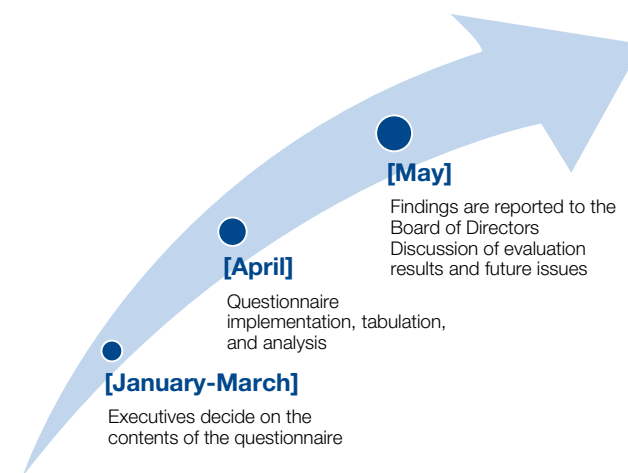 [May]
Findings are reported to the
Board of Directors
Discussion of evaluation
results and future issues
[April]
Questionnaire
implementation, tabulation,
and analysis
[January-March]
Executives decide on the
contents of the questionnaire